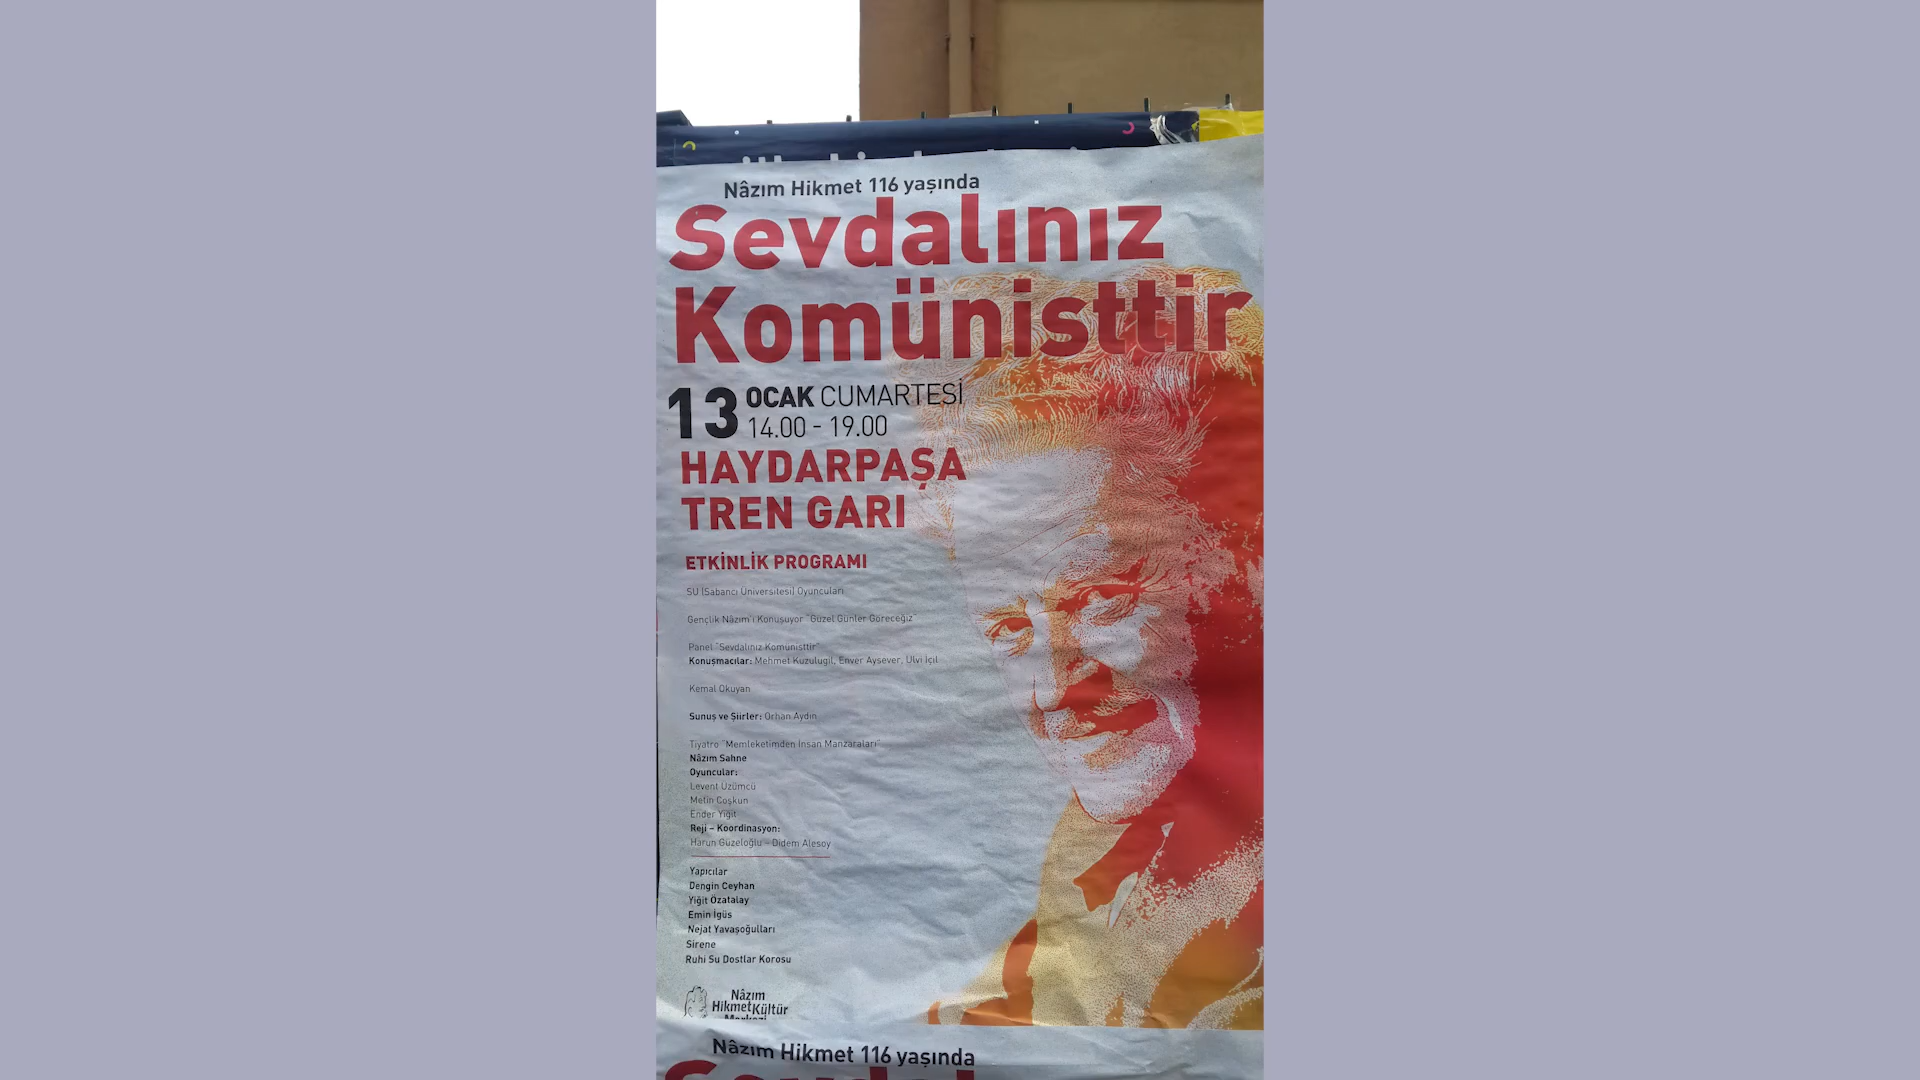 Nâzım Hikmet 116 yaşında
Sevdalınız
Komünisttir
13 OCAK CUMARTESİ
14.00 - 19.00
HAYDARPAŞA
TREN GARI
ETKİNLİK PROGRAMI
SÜ (Sabancı Üniversitesi) Oyuncuları
Gençlik Nâzım'ı Konuşuyor "Güzel Günler Göreceğiz"
Panel "Sevdalınız Komünisttir"
Konuşmacılar: Mehmet Kuzulugil, Enver Aysever, Ulvi İçil
Kemal Okuyan
Sunuş ve Şiirler: Orhan Aydın
Tiyatro "Memleketimden İnsan Manzaraları"
Nâzım Sahne
Oyuncular:
Levent Üzümcü
Metin Coşkun
Ender Yiğit
Reji – Koordinasyon:
Harun Güzeloğlu – Didem Alesoy
Yapıcılar
Dengin Ceyhan
Yiğit Özatalay
Emin İgüs
Nejat Yavaşoğulları
Sirene
Ruhi Su Dostlar Korosu
Nâzım
Hikmet Kültür
Merkezi
Nâzım Hikmet 116 yaşında